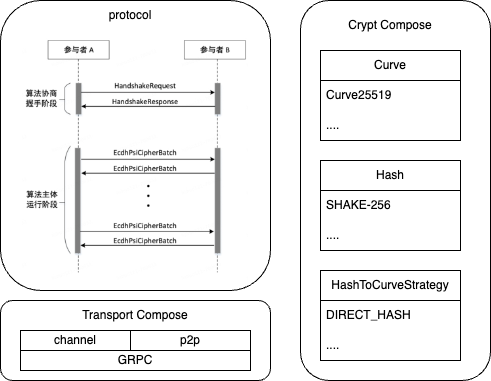 protocol
参与者 A
参与者 B
算法协商
握手阶段
HandshakeRequest
HandshakeResponse
算法主体
运行阶段
EcdhPsiCipherBatch
EcdhPsiCipherBatch
EcdhPsiCipherBatch
EcdhPsiCipherBatch
Transport Compose
channel
p2p
GRPC
Crypt Compose
Curve
Curve25519
....
Hash
SHAKE-256
....
HashToCurveStrategy
DIRECT_HASH
....